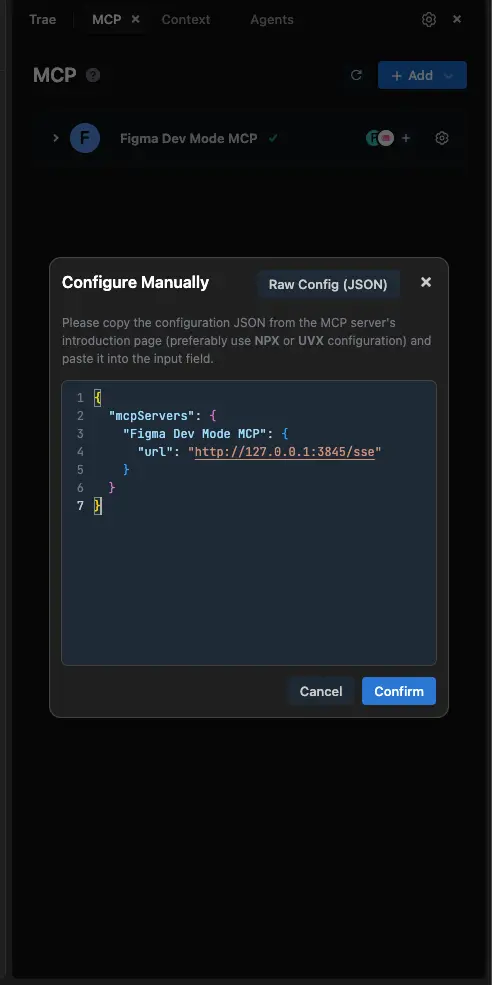 Trae MCP Context Agents
MCP ?
+ Add
F Figma Dev Mode MCP F +
Configure Manually Raw Config (JSON)
Please copy the configuration JSON from the MCP server's
introduction page (preferably use NPX or UVX configuration) and
paste it into the input field.
1 {
2 "mcpServers": {
3 "Figma Dev Mode MCP": {
4 "url": "http://127.0.0.1:3845/sse"
5 }
6 }
7 }
Cancel Confirm